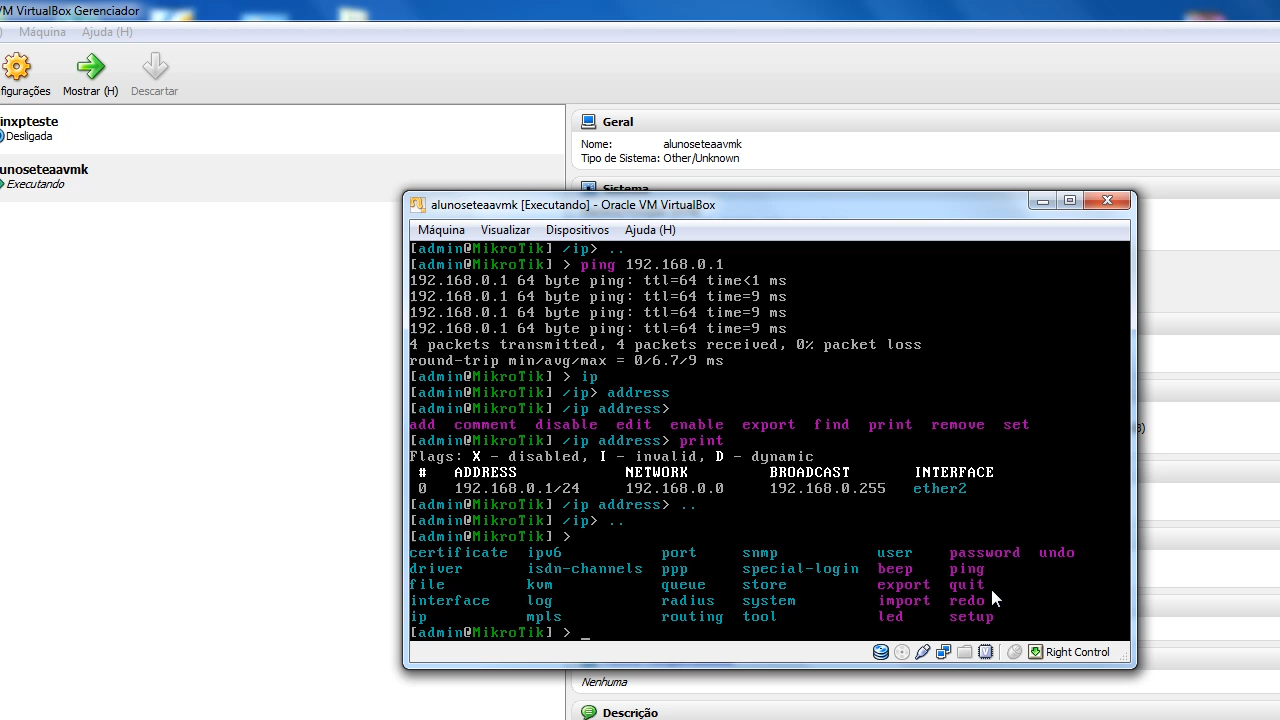 VM VirtualBox Gerenciador
) Máquina Ajuda (H)
figurações Mostrar (H) Descartar
inxpteste
Desligada
unoseteaavmk
Executando
Geral
Nome: alunoseteaavmk
Tipo de Sistema: Other/Unknown
Sistema
alunoseteaavmk [Executando] - Oracle VM VirtualBox
Máquina Visualizar Dispositivos Ajuda (H)
[admin@MikroTik] /ip> ..
[admin@MikroTik] > ping 192.168.0.1
192.168.0.1 64 byte ping: ttl=64 time<1 ms
192.168.0.1 64 byte ping: ttl=64 time=9 ms
192.168.0.1 64 byte ping: ttl=64 time=9 ms
192.168.0.1 64 byte ping: ttl=64 time=9 ms
4 packets transmitted, 4 packets received, 0% packet loss
round-trip min/avg/max = 0/6.7/9 ms
[admin@MikroTik] > ip
[admin@MikroTik] /ip> address
[admin@MikroTik] /ip address>
add comment disable edit enable export find print remove set
[admin@MikroTik] /ip address> print
Flags: X - disabled, I - invalid, D - dynamic
# ADDRESS NETWORK BROADCAST INTERFACE
0 192.168.0.1/24 192.168.0.0 192.168.0.255 ether2
[admin@MikroTik] /ip address> ..
[admin@MikroTik] /ip> ..
[admin@MikroTik] >
certificate ipv6 port snmp user password undo
driver isdn-channels ppp special-login beep ping
file kvm queue store export quit
interface log radius system import redo
ip mpls routing tool led setup
[admin@MikroTik] > _
Right Control
3)
Nenhuma
Descrição